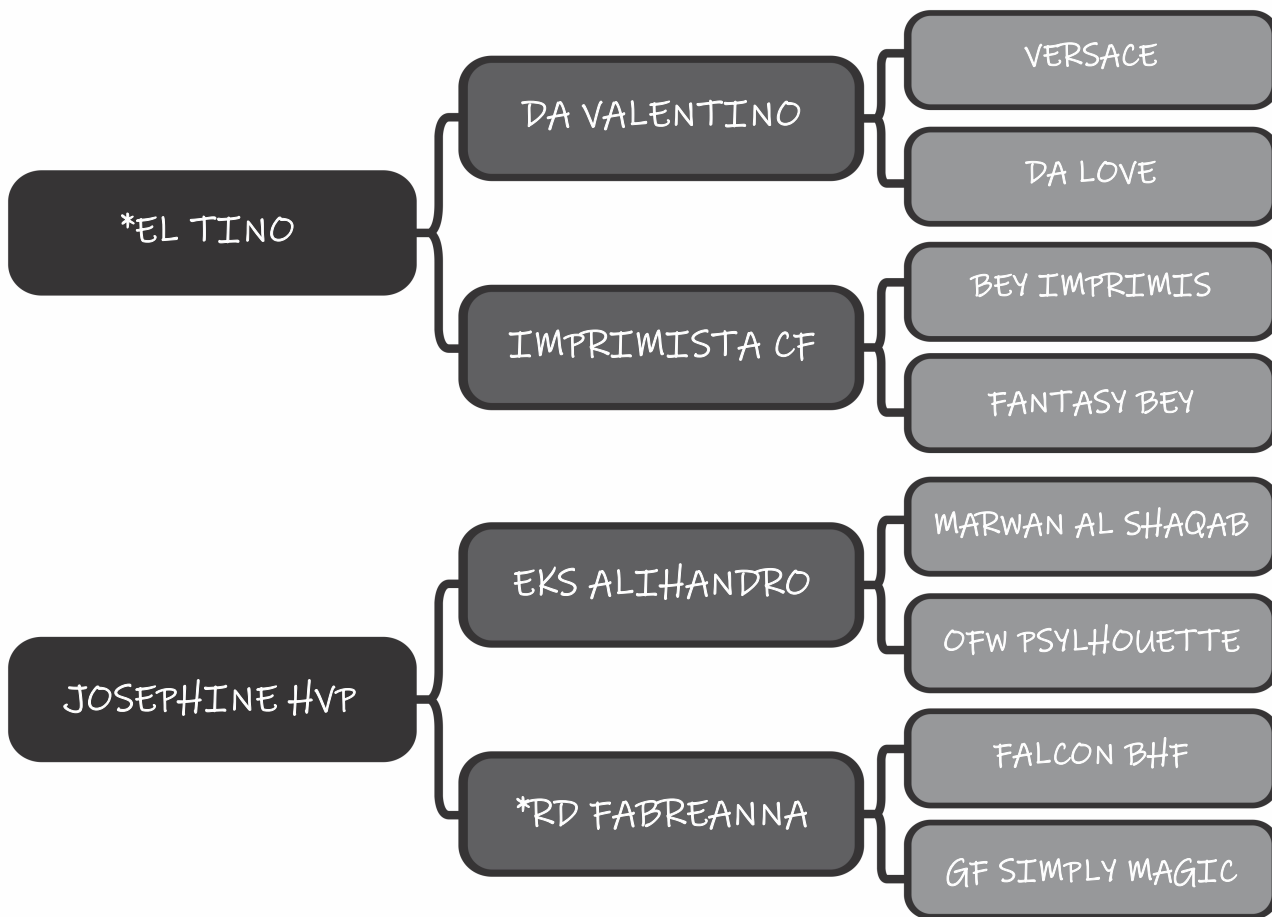 *EL TINO
DA VALENTINO
VERSACE
DA LOVE
IMPRIMISTA CF
BEY IMPRIMIS
FANTASY BEY
JOSEPHINE HVP
EKS ALIHANDRO
MARWAN AL SHAQAB
OFW PSYLHOUETTE
*RD FABREANNA
FALCON BHF
GF SIMPLY MAGIC